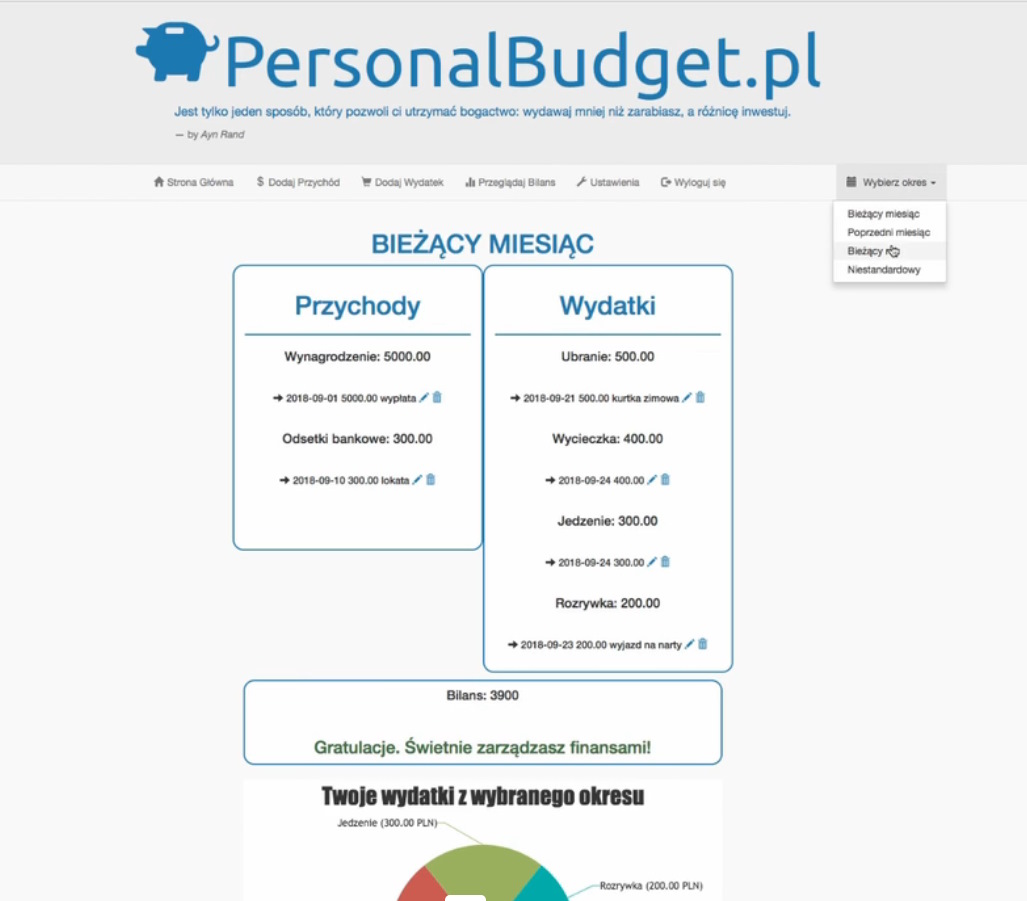 PersonalBudget.pl
Jest tylko jeden sposób, który pozwoli ci utrzymać bogactwo: wydawaj mniej niż zarabiasz, a różnicę inwestuj.
— by Ayn Rand
Strona Główna $ Dodaj Przychód Dodaj Wydatek Przeglądaj Bilans Ustawienia Wyloguj się Wybierz okres
Bieżący miesiąc
Poprzedni miesiąc
Bieżący
Niestandardowy
BIEŻĄCY MIESIĄC
Przychody
Wynagrodzenie: 5000.00
➔ 2018-09-01 5000.00 wypłata
Odsetki bankowe: 300.00
➔ 2018-09-10 300.00 lokata
Wydatki
Ubranie: 500.00
➔ 2018-09-21 500.00 kurtka zimowa
Wycieczka: 400.00
➔ 2018-09-24 400.00
Jedzenie: 300.00
➔ 2018-09-24 300.00
Rozrywka: 200.00
➔ 2018-09-23 200.00 wyjazd na narty
Bilans: 3900
Gratulacje. Świetnie zarządzasz finansami!
Twoje wydatki z wybranego okresu
Jedzenie (300.00 PLN)
Rozrywka (200.00 PLN)